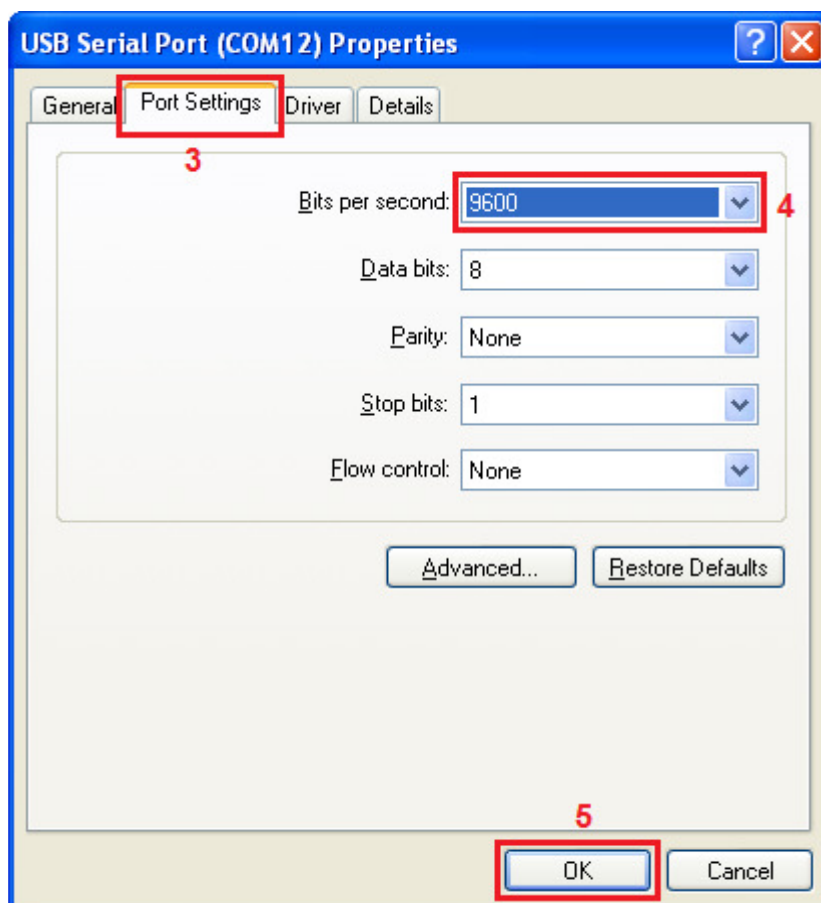 USB Serial Port (COM12) Properties
General Port Settings Driver Details
3
Bits per second: 9600 4
Data bits: 8
Parity: None
Stop bits: 1
Flow control: None
Advanced... Restore Defaults
5
OK Cancel